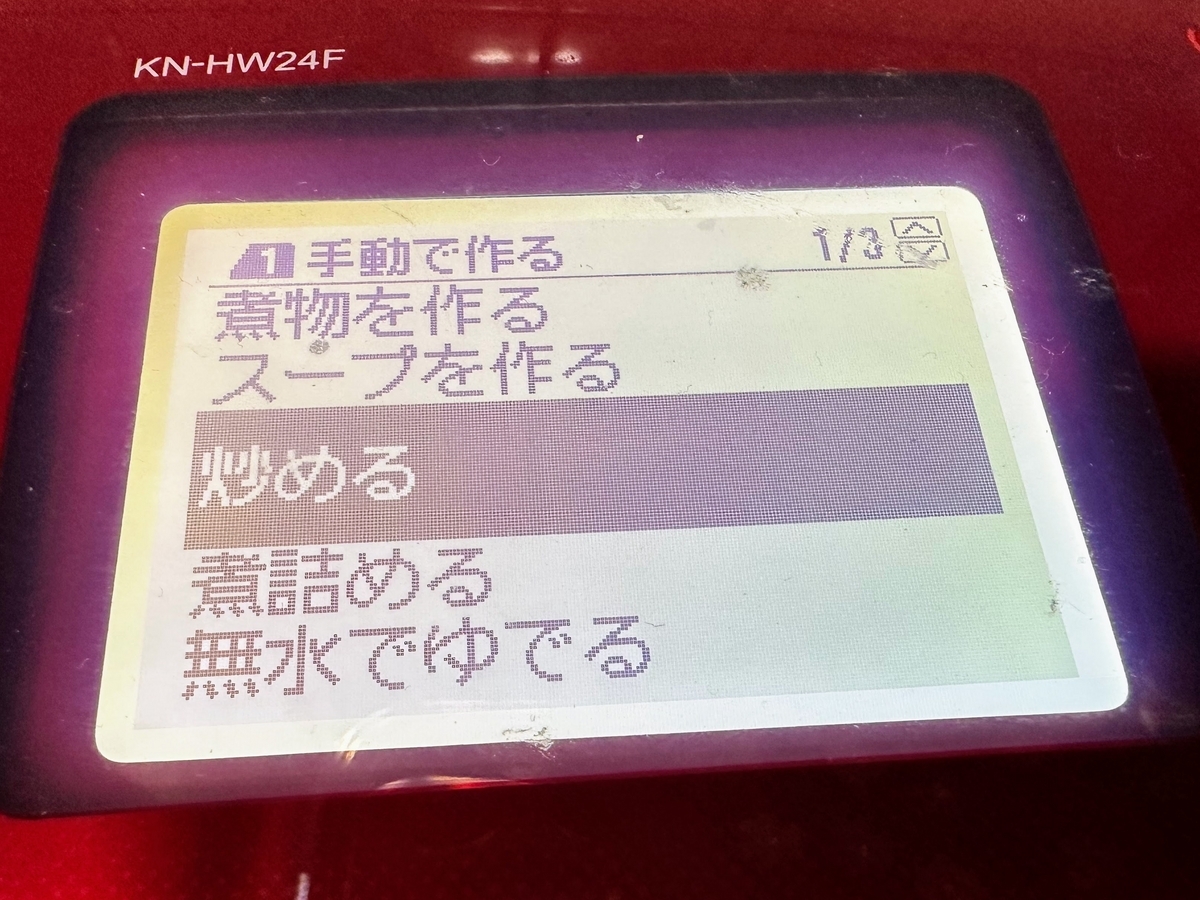 KN-HW24F
1 手動で作る 1/3
煮物を作る
スープを作る
炒める
煮詰める
無水でゆでる